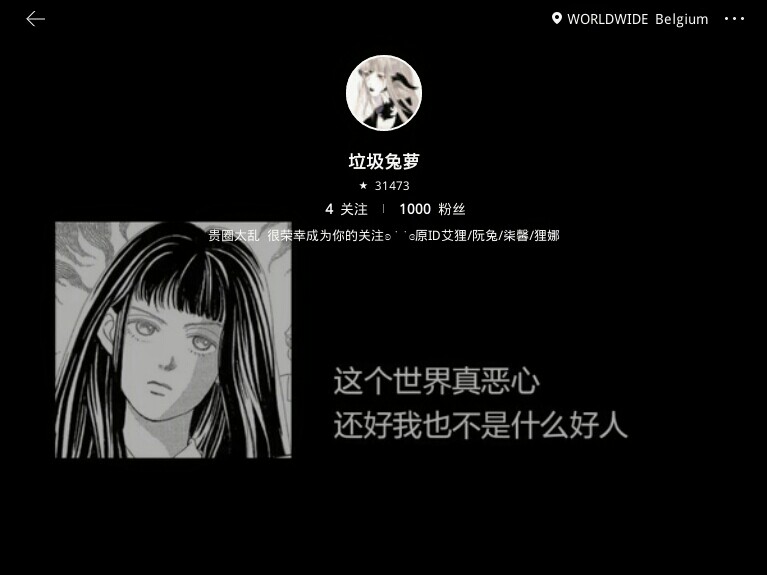 WORLDWIDE Belgium
垃圾兔萝
★ 31473
4 关注 | 1000 粉丝
贵圈太乱 很荣幸成为你的关注ʚ˙˙ɞ原ID艾狸/阮兔/柒馨/狸娜
这个世界真恶心
还好我也不是什么好人